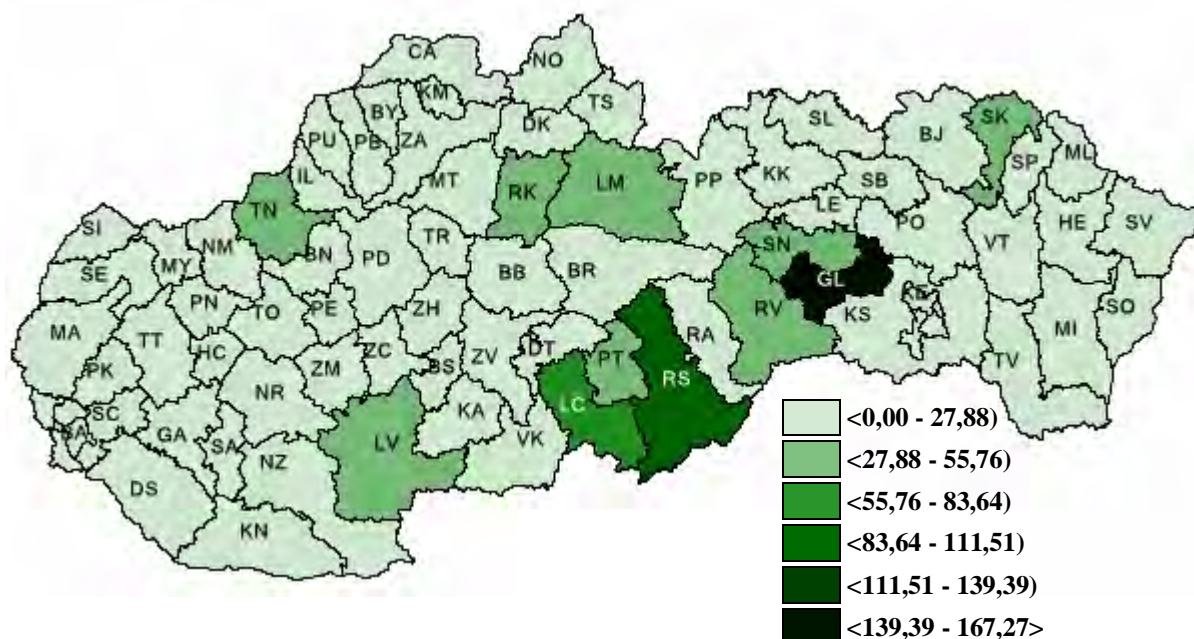 CA
NO
KM
TS
BY
PU
PB
ZA
DK
SL
BJ
SK
SP
ML
IL
MT
RK
LM
PP
KK
SB
LE
PO
HE
SV
TN
SI
NM
BN
PD
TR
BB
BR
SN
VT
SE
MY
GL
PN
TO
PE
ZH
RV
KS
SO
MA
TT
HC
ZM
ZC
BS
ZV
DT
PT
RA
MI
PK
NR
LC
RS
TV
SC
GA
SA
KA
LV
VK
NZ
DS
KN
<0,00 - 27,88)
<27,88 - 55,76)
<55,76 - 83,64)
<83,64 - 111,51)
<111,51 - 139,39)
<139,39 - 167,27>